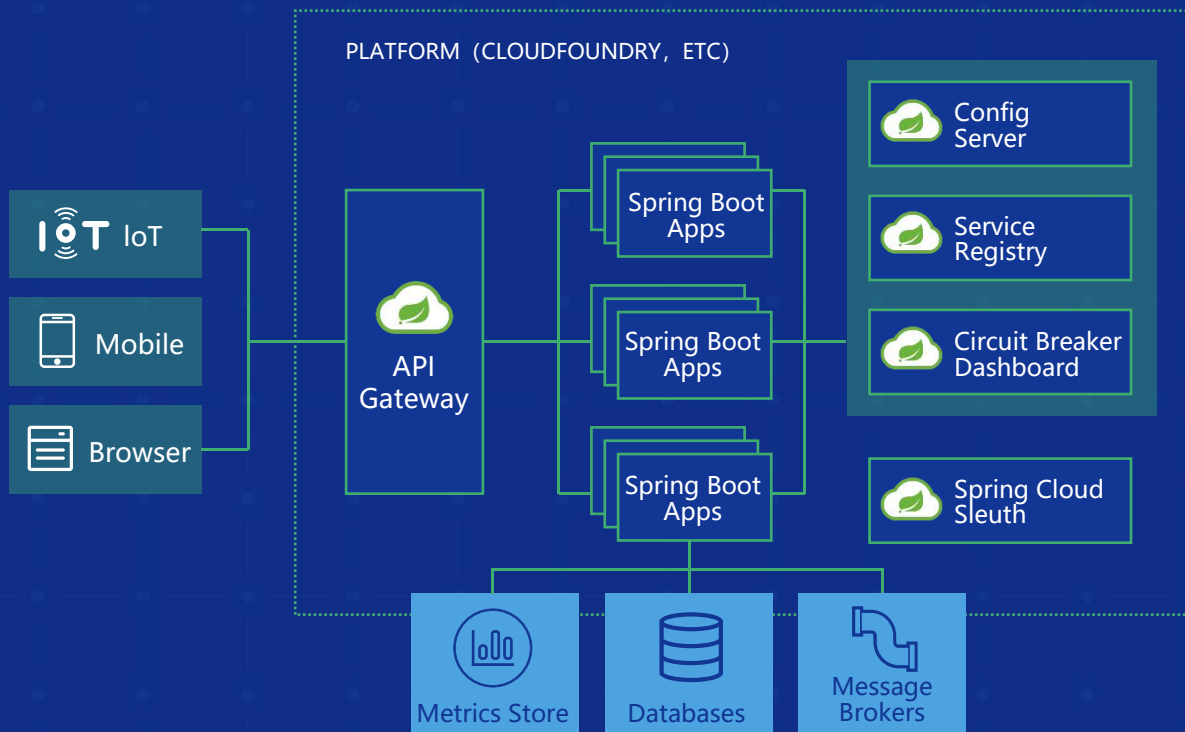 PLATFORM (CLOUDFOUNDRY, ETC)
IOT IoT
Mobile
Browser
API
Gateway
Spring Boot
Apps
Spring Boot
Apps
Spring Boot
Apps
Config
Server
Service
Registry
Circuit Breaker
Dashboard
Spring Cloud
Sleuth
Metrics Store
Databases
Message
Brokers